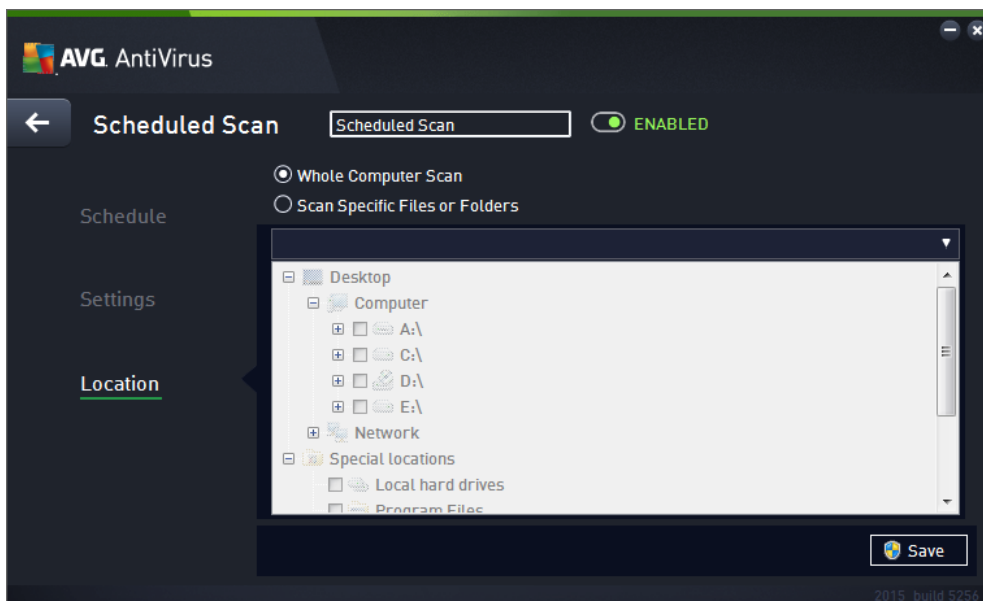 AVG. AntiVirus
Scheduled Scan
Scheduled Scan
ENABLED
Whole Computer Scan
Scan Specific Files or Folders
Schedule
Settings
Location
Desktop
Computer
A:\
C:\
D:\
E:\
Network
Special locations
Local hard drives
Program Files
Save
2015 build 5256